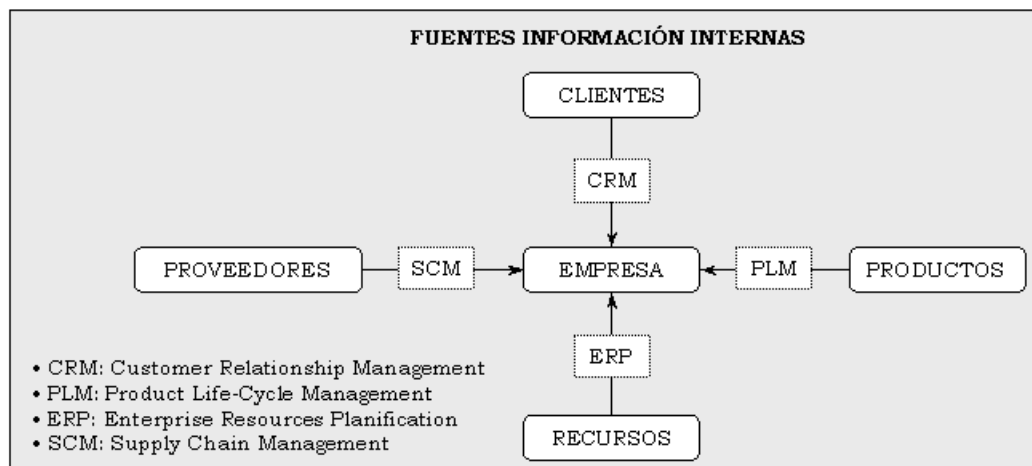 FUENTES INFORMACIÓN INTERNAS
CLIENTES
CRM
PROVEEDORES
SCM
EMPRESA
PLM
PRODUCTOS
ERP
RECURSOS
• CRM: Customer Relationship Management
• PLM: Product Life-Cycle Management
• ERP: Enterprise Resources Planification
• SCM: Supply Chain Management